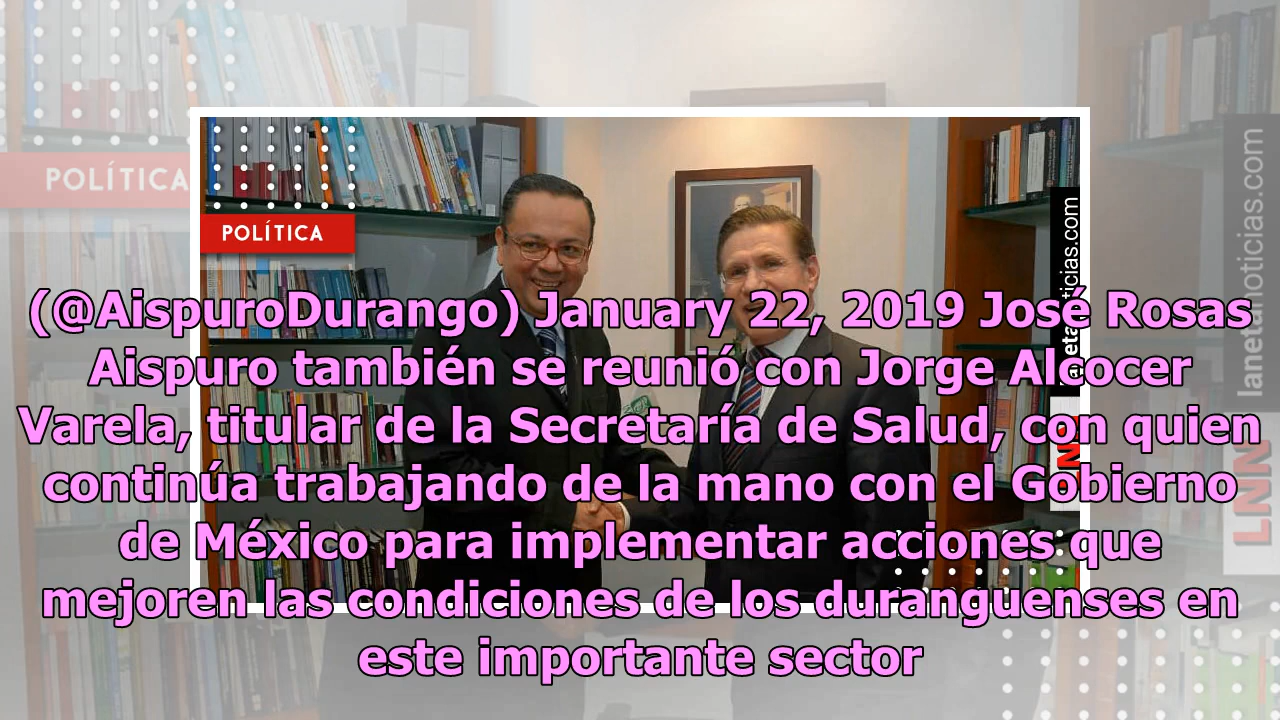 POLÍTICA
POLÍTICA
(@AispuroDurango) January 22, 2019 José Rosas
Aispuro también se reunió con Jorge Alcocer
Varela, titular de la Secretaría de Salud, con quien
continúa trabajando de la mano con el Gobierno
de México para implementar acciones que
mejoren las condiciones de los duranguenses en
este importante sector
lanetanoticias.com
LNN